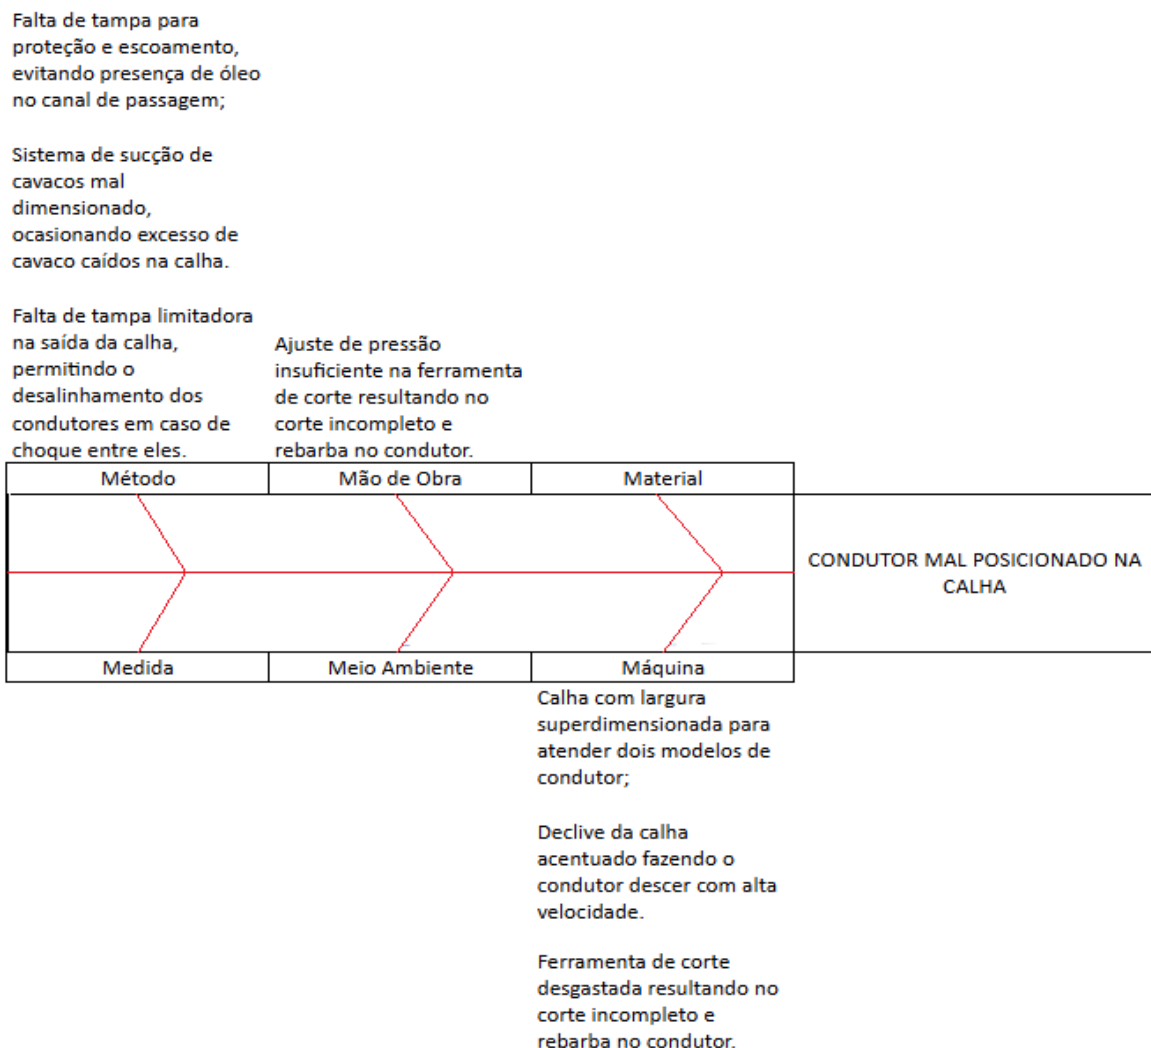 Falta de tampa para
proteção e escoamento,
evitando presença de óleo
no canal de passagem;
Sistema de sucção de
cavacos mal
dimensionado,
ocasionando excesso de
cavaco caídos na calha.
Falta de tampa limitadora
na saída da calha,
permitindo o
desalinhamento dos
condutores em caso de
choque entre eles.
Ajuste de pressão
insuficiente na ferramenta
de corte resultando no
corte incompleto e
rebarba no condutor.
Método
Mão de Obra
Material
CONDUTOR MAL POSICIONADO NA
CALHA
Medida
Meio Ambiente
Máquina
Calha com largura
superdimensionada para
atender dois modelos de
condutor;
Declive da calha
acentuado fazendo o
condutor descer com alta
velocidade.
Ferramenta de corte
desgastada resultando no
corte incompleto e
rebarba no condutor.